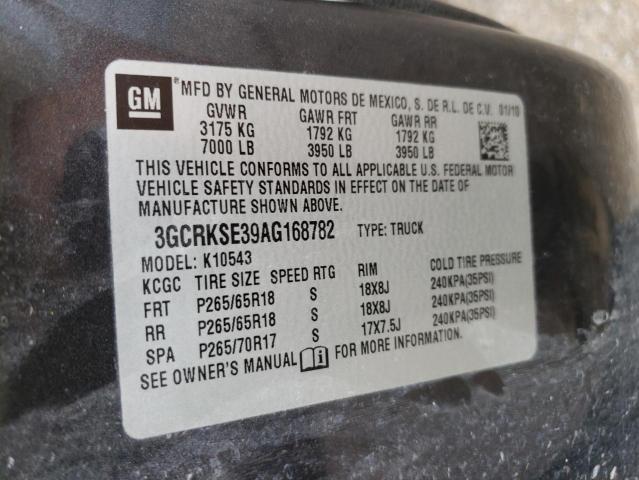 GM
® MFD BY GENERAL MOTORS DE MEXICO, S. DE R.L. DE C.V. 01/10
GVWR GAWR FRT GAWR RR
3175 KG 1792 KG 1792 KG
7000 LB 3950 LB 3950 LB
THIS VEHICLE CONFORMS TO ALL APPLICABLE U.S. FEDERAL MOTOR
VEHICLE SAFETY STANDARDS IN EFFECT ON THE DATE OF
MANUFACTURE SHOWN ABOVE.
3GCRKSE39AG168782 TYPE: TRUCK
MODEL: K10543
KCGC TIRE SIZE SPEED RTG RIM COLD TIRE PRESSURE
FRT P265/65R18 S 18X8J 240KPA(35PSI)
RR P265/65R18 S 18X8J 240KPA(35PSI)
SPA P265/70R17 S 17X7.5J 240KPA(35PSI)
SEE OWNER'S MANUAL i FOR MORE INFORMATION.